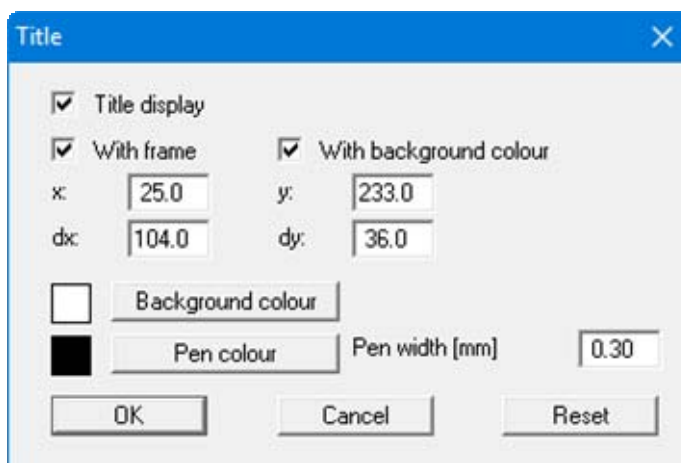 Title
Title display
With frame With background colour
x: 25.0 y: 233.0
dx: 104.0 dy: 36.0
Background colour
Pen colour Pen width [mm] 0.30
OK Cancel Reset